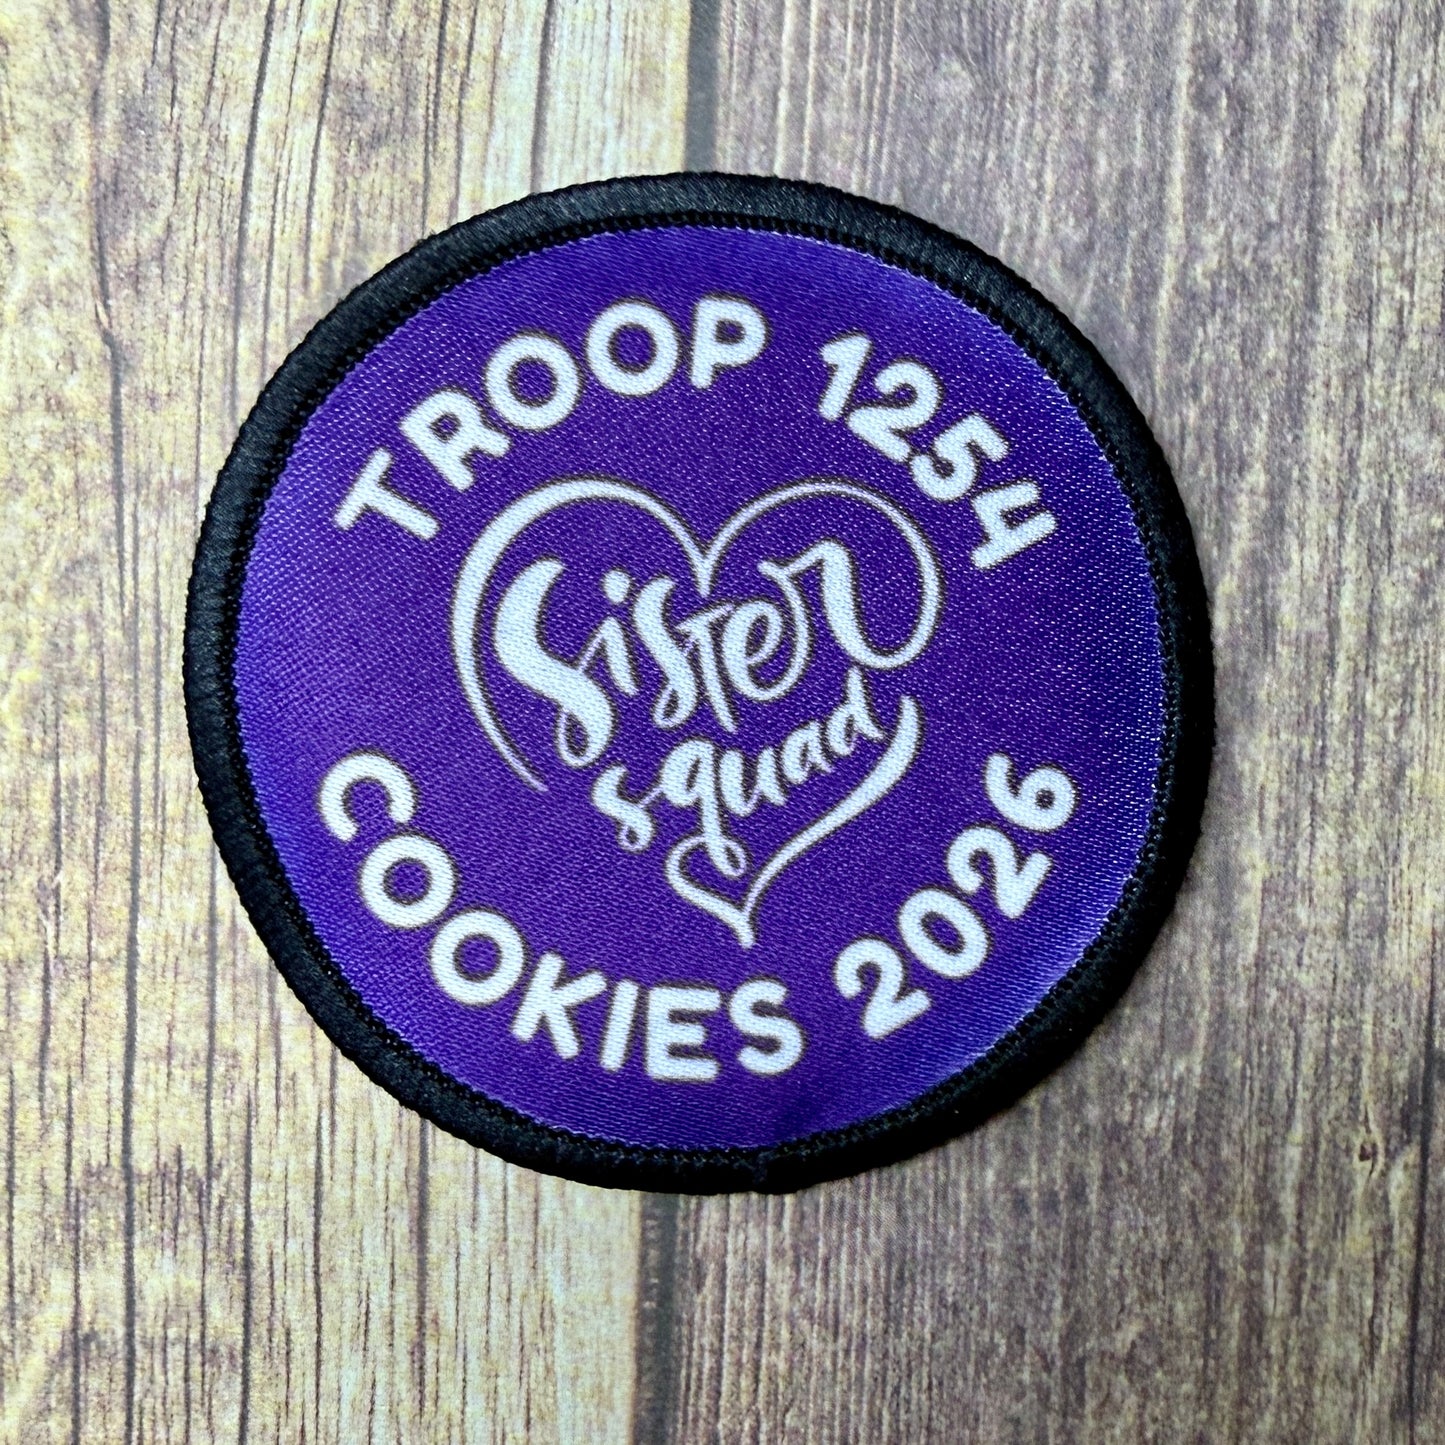 TROOP 1254
Sister
squad
COOKIES 2026